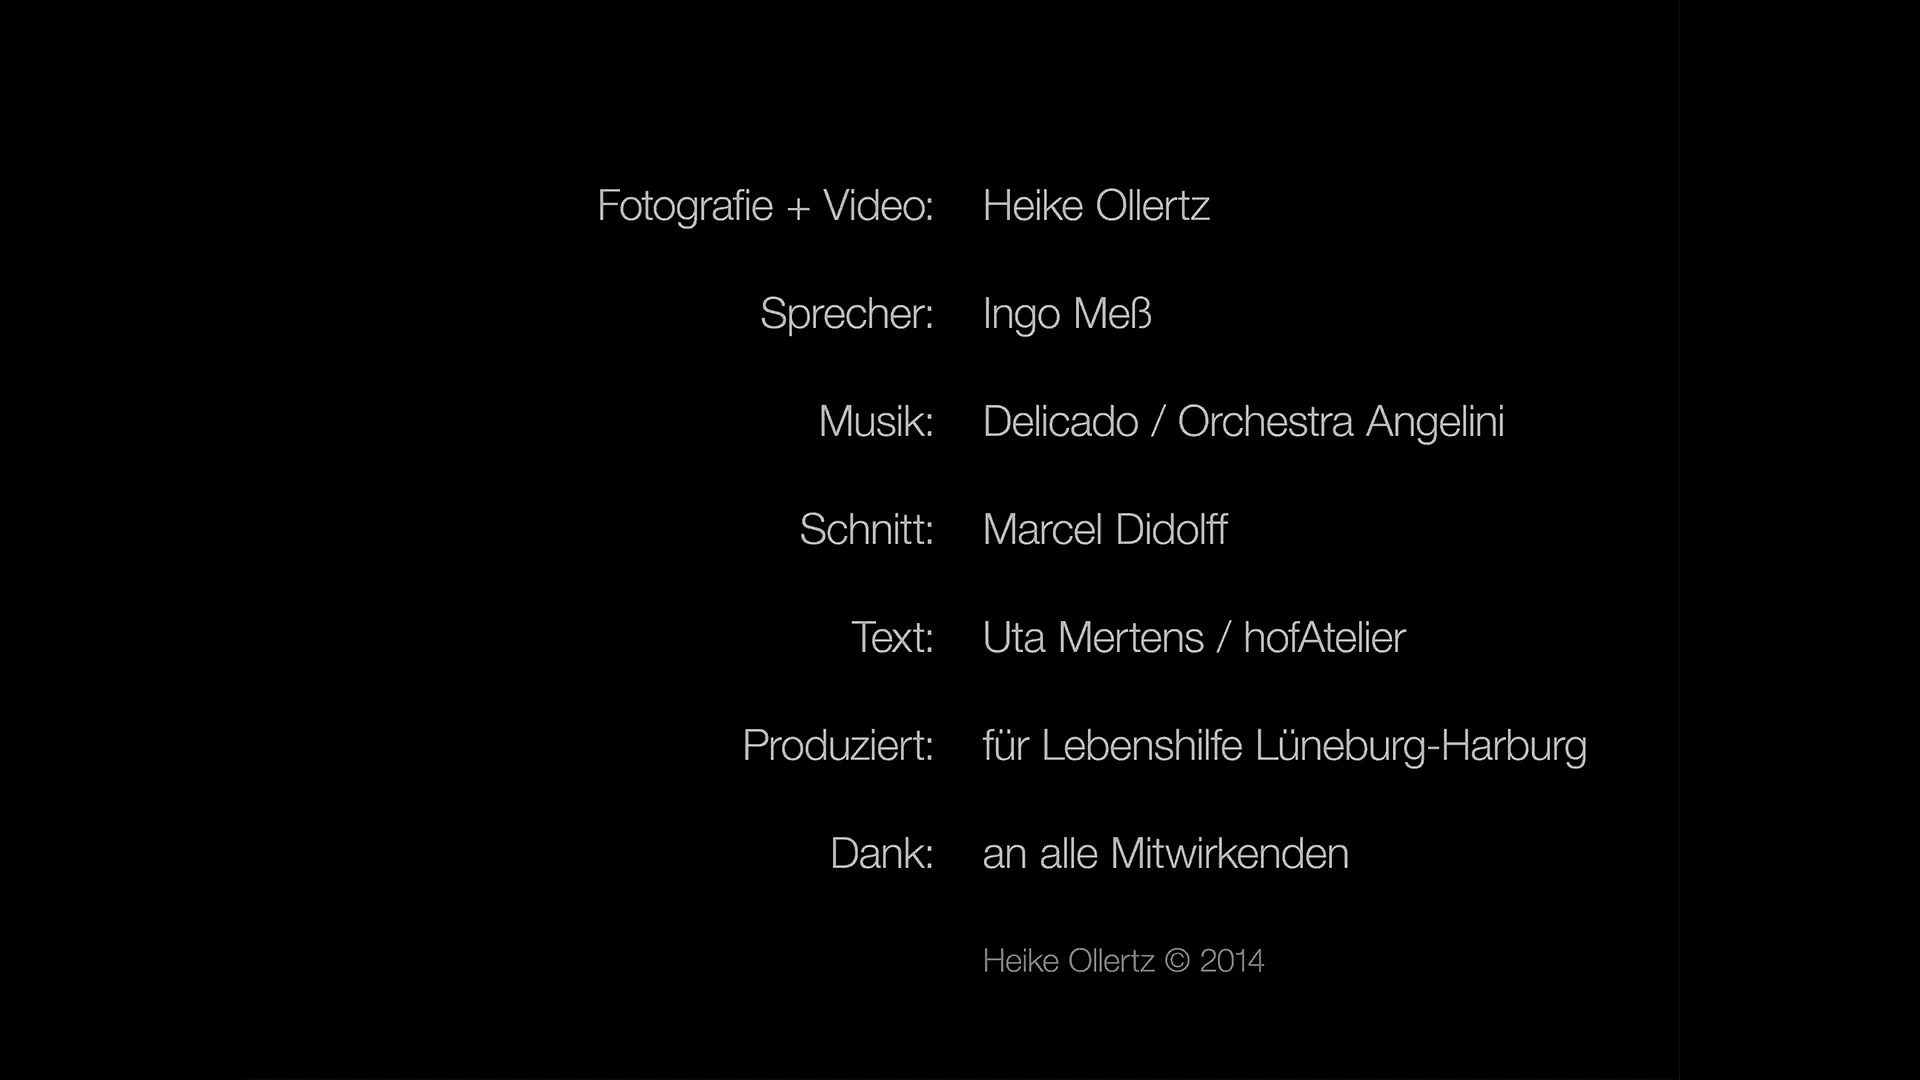 Fotografie + Video: Heike Ollertz
Sprecher: Ingo Meß
Musik: Delicado / Orchestra Angelini
Schnitt: Marcel Didolff
Text: Uta Mertens / hofAtelier
Produziert: für Lebenshilfe Lüneburg-Harburg
Dank: an alle Mitwirkenden
Heike Ollertz © 2014